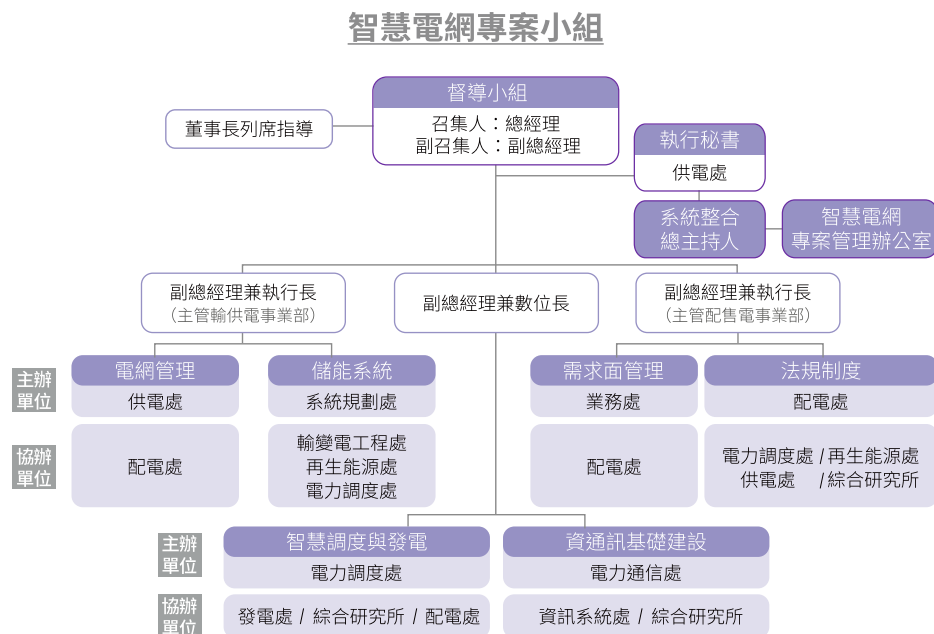 智慧電網專案小組
督導小組
召集人：總經理
副召集人：副總經理
董事長列席指導
執行秘書
供電處
系統整合
總主持人
智慧電網
專案管理辦公室
副總經理兼執行長
（主管輸供電事業部）
副總經理兼數位長
副總經理兼執行長
（主管配售電事業部）
主辦
單位
電網管理
供電處
儲能系統
系統規劃處
需求面管理
業務處
法規制度
配電處
協辦
單位
配電處
輸變電工程處
再生能源處
電力調度處
配電處
電力調度處 / 再生能源處
供電處 / 綜合研究所
主辦
單位
智慧調度與發電
電力調度處
資通訊基礎建設
電力通信處
協辦
單位
發電處 / 綜合研究所 / 配電處
資訊系統處 / 綜合研究所